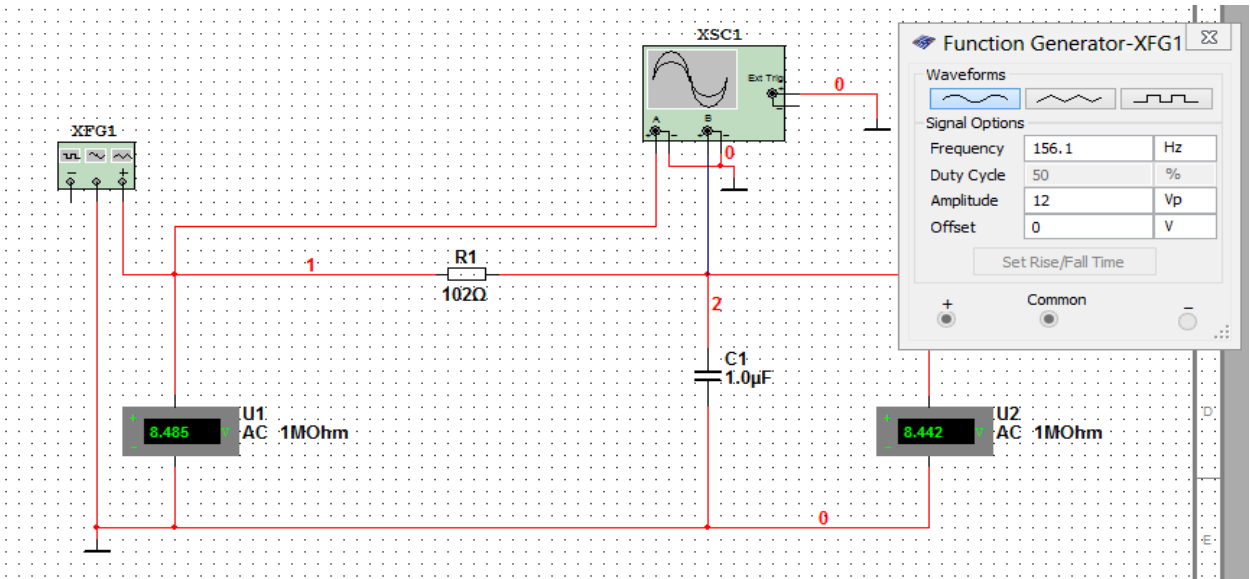 XSC1
Ext Trig
+
-
0
A
B
+
-
+
-
0
XFG1
-
+
1
R1
102Ω
2
C1
1.0µF
U1
AC 1MOhm
+
8.485
-
U2
AC 1MOhm
+
8.442
-
0
D
E
Function Generator-XFG1
Waveforms
Signal Options
Frequency 156.1 Hz
Duty Cycle 50 %
Amplitude 12 Vp
Offset 0 V
Set Rise/Fall Time
+ Common -